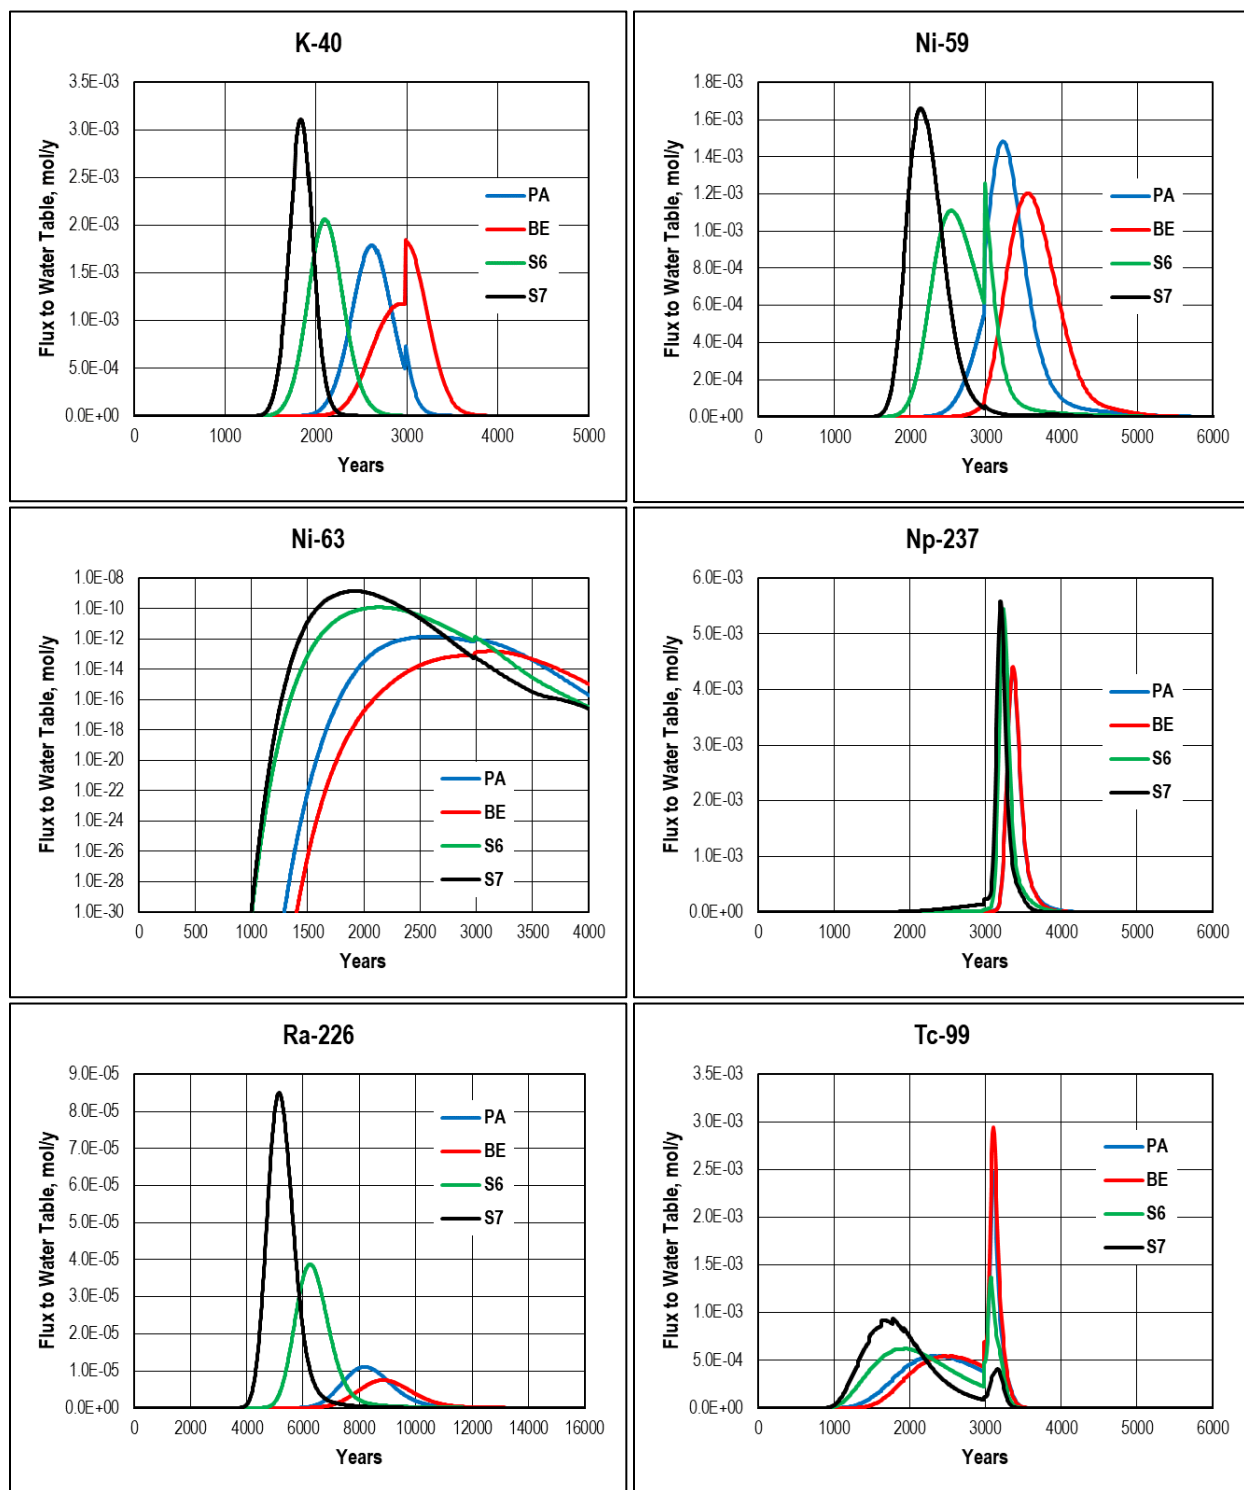 K-40
Flux to Water Table, mol/y
3.5E-03
3.0E-03
2.5E-03
2.0E-03
1.5E-03
1.0E-03
5.0E-04
0.0E+00
PA
BE
S6
S7
0 1000 2000 3000 4000 5000
Years
Ni-59
Flux to Water Table, mol/y
1.8E-03
1.6E-03
1.4E-03
1.2E-03
1.0E-03
8.0E-04
6.0E-04
4.0E-04
2.0E-04
0.0E+00
PA
BE
S6
S7
0 1000 2000 3000 4000 5000 6000
Years
Ni-63
Flux to Water Table, mol/y
1.0E-08
1.0E-10
1.0E-12
1.0E-14
1.0E-16
1.0E-18
1.0E-20
1.0E-22
1.0E-24
1.0E-26
1.0E-28
1.0E-30
PA
BE
S6
S7
0 500 1000 1500 2000 2500 3000 3500 4000
Years
Np-237
Flux to Water Table, mol/y
6.0E-03
5.0E-03
4.0E-03
3.0E-03
2.0E-03
1.0E-03
0.0E+00
PA
BE
S6
S7
0 1000 2000 3000 4000 5000 6000
Years
Ra-226
Flux to Water Table, mol/y
9.0E-05
8.0E-05
7.0E-05
6.0E-05
5.0E-05
4.0E-05
3.0E-05
2.0E-05
1.0E-05
0.0E+00
PA
BE
S6
S7
0 2000 4000 6000 8000 10000 12000 14000 16000
Years
Tc-99
Flux to Water Table, mol/y
3.5E-03
3.0E-03
2.5E-03
2.0E-03
1.5E-03
1.0E-03
5.0E-04
0.0E+00
PA
BE
S6
S7
0 1000 2000 3000 4000 5000 6000
Years